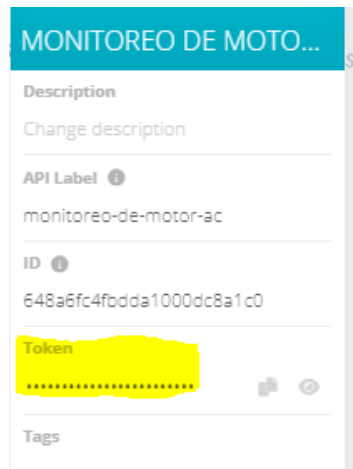 MONITOREO DE MOTO...
Description
Change description
API Label
monitoreo-de-motor-ac
ID
648a6fc4fbdda1000dc8a1c0
Token
••••••••••••••••••••••••
Tags